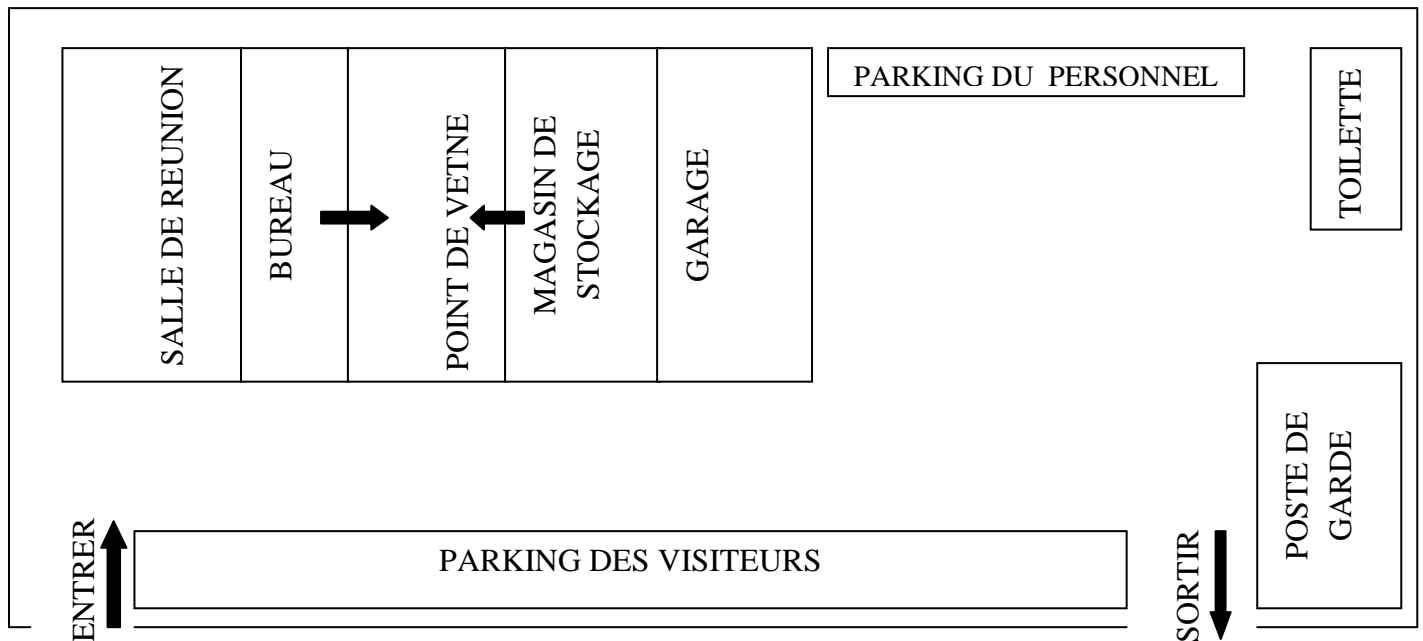 SALLE DE REUNION
BUREAU
POINT DE VETNE
MAGASIN DE
STOCKAGE
GARAGE
PARKING DU PERSONNEL
TOILETTE
POSTE DE
GARDE
ENTRER
PARKING DES VISITEURS
SORTIR